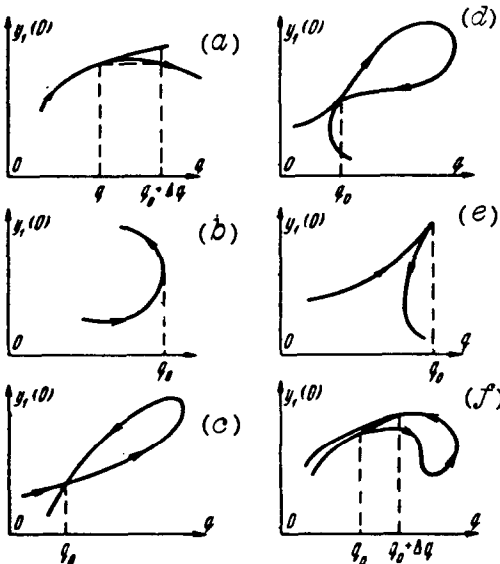 y₁(0)
(a)
0
q
q₀+Δq
q
y₁(0)
(d)
0
q₀
q
y₁(0)
(b)
0
q₀
q
y₁(0)
(e)
0
q₀
q
y₁(0)
(c)
0
q₀
q
y₁(0)
(f)
0
q₀
q₀+Δq
q